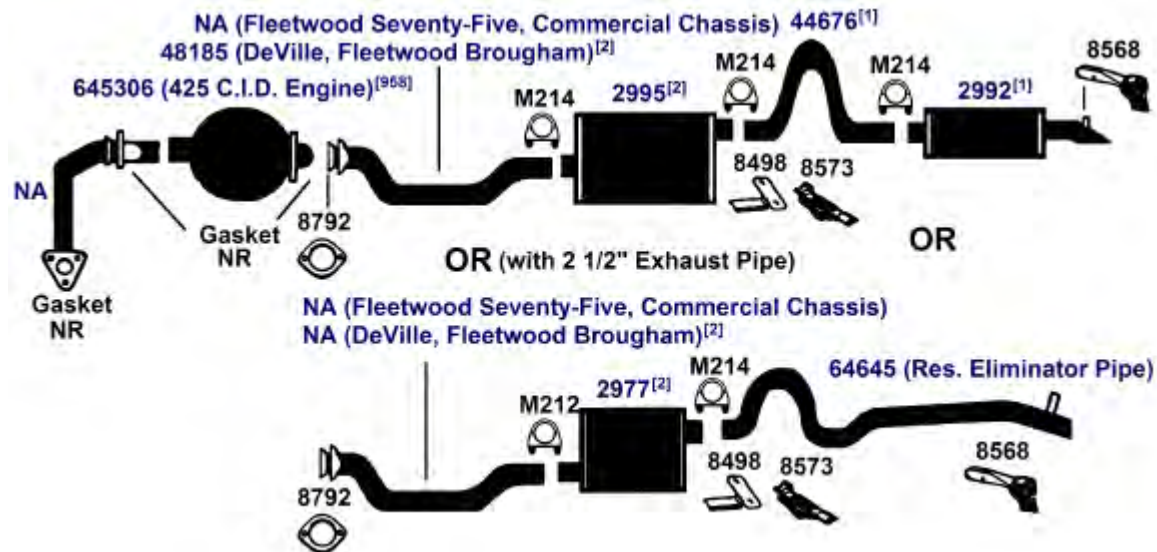 NA (Fleetwood Seventy-Five, Commercial Chassis) 44676[1]
48185 (DeVille, Fleetwood Brougham)[2]
8568
M214
M214
645306 (425 C.I.D. Engine)[968]
2995[2]
2992[1]
M214
NA
8498
8573
Gasket
NR
8792
OR
Gasket
NR
OR (with 2 1/2" Exhaust Pipe)
NA (Fleetwood Seventy-Five, Commercial Chassis)
NA (DeVille, Fleetwood Brougham)[2]
M214
64645 (Res. Eliminator Pipe)
2977[2]
M212
8498
8573
8568
8792